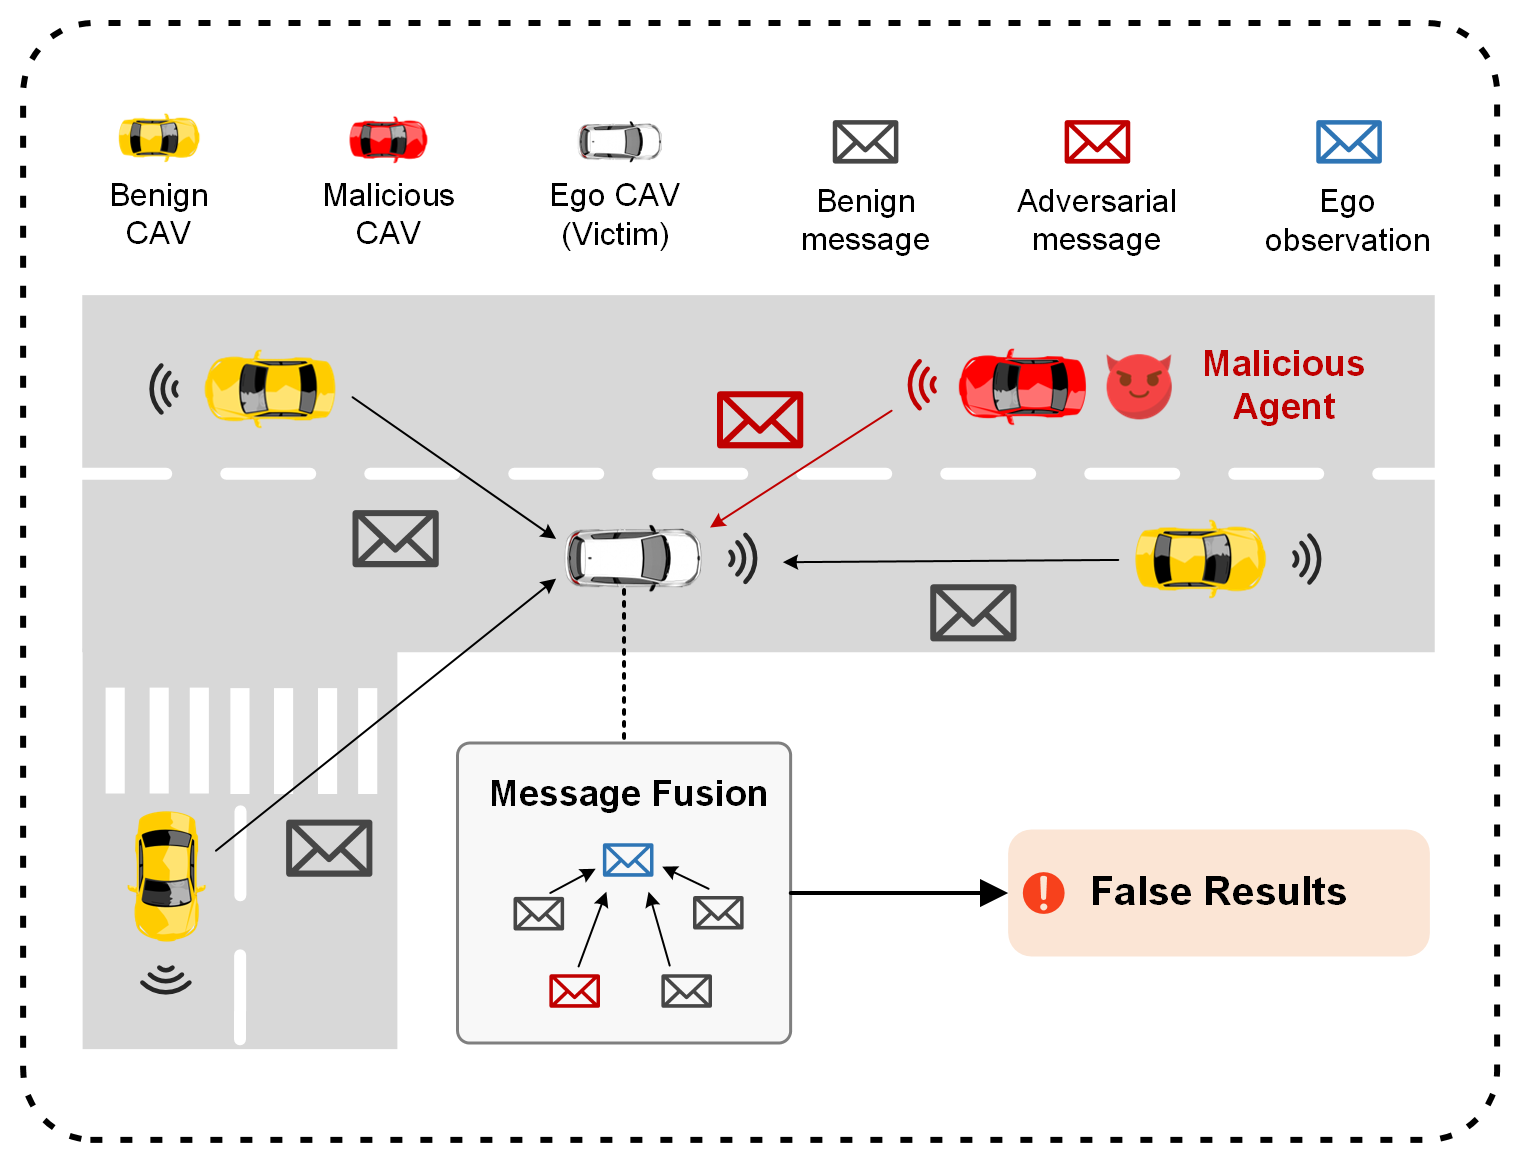 Benign
CAV
Malicious
CAV
Ego CAV
(Victim)
Benign
message
Adversarial
message
Ego
observation
Malicious
Agent
Message Fusion
False Results